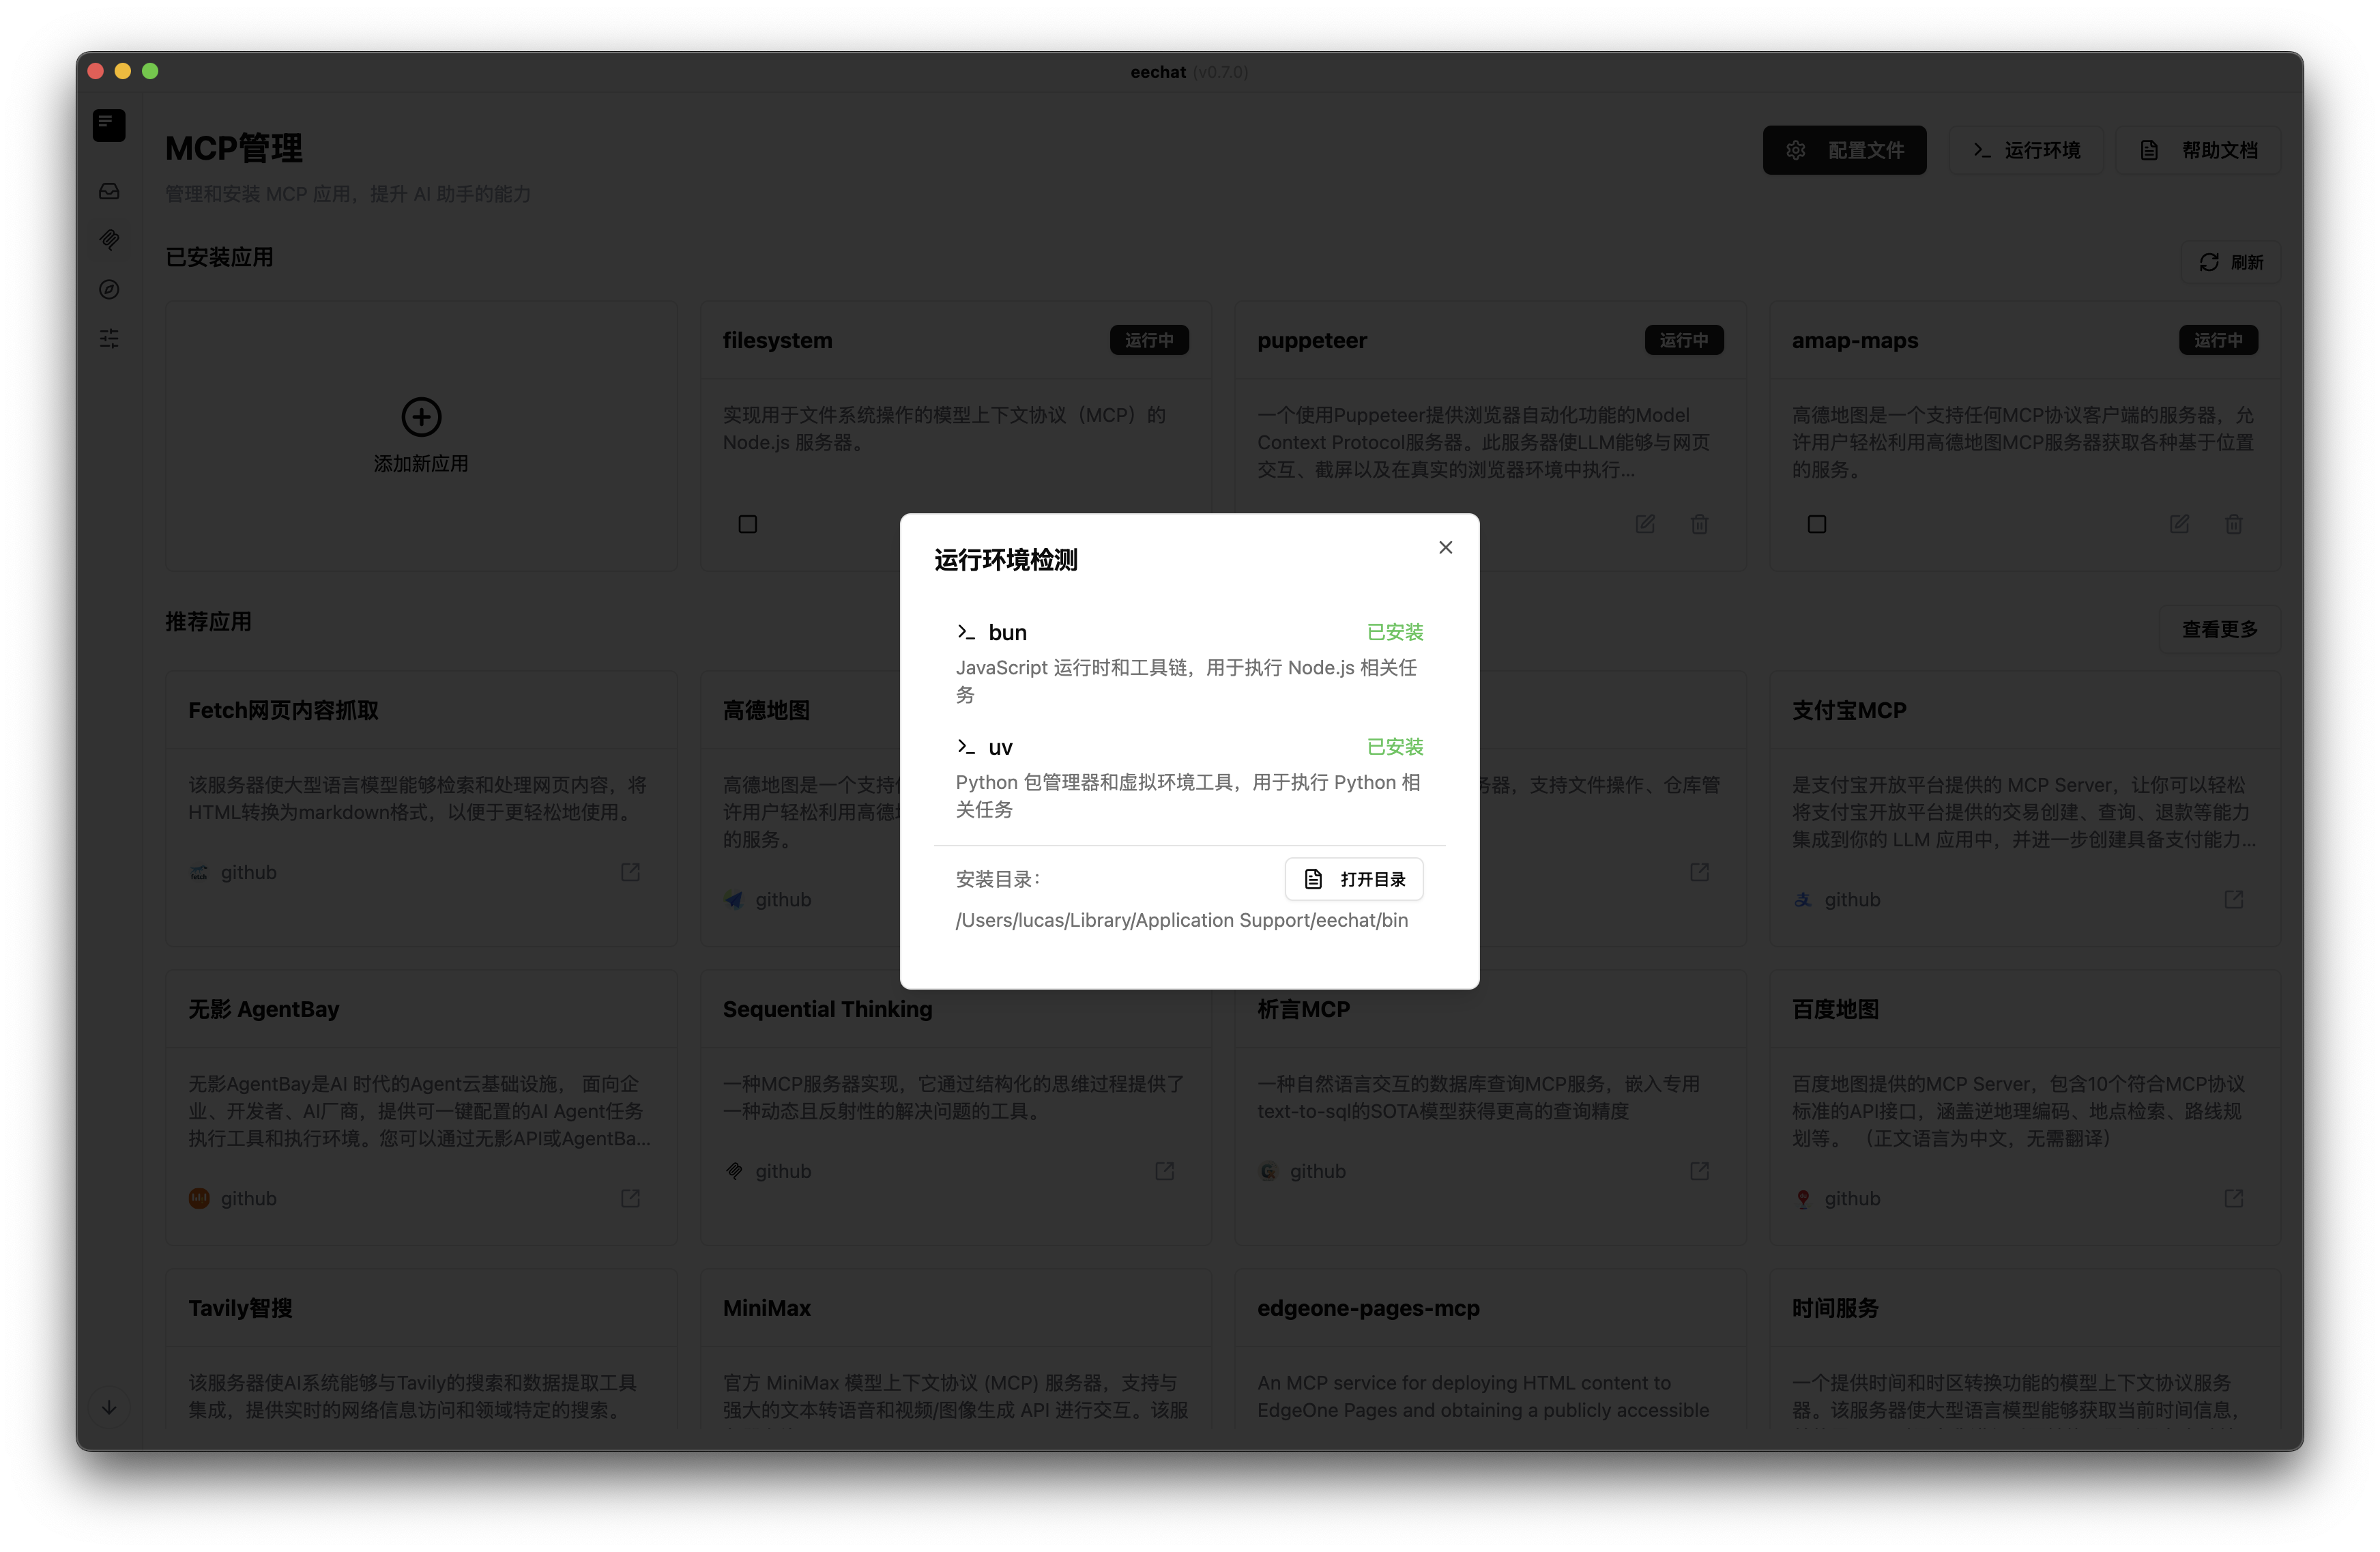 eechat (v0.7.0)
MCP管理
管理和安装 MCP 应用，提升 AI 助手的能力
配置文件
运行环境
帮助文档
已安装应用
刷新
添加新应用
filesystem
运行中
实现用于文件系统操作的模型上下文协议（MCP）的
Node.js 服务器。
puppeteer
运行中
一个使用Puppeteer提供浏览器自动化功能的Model
Context Protocol服务器。此服务器使LLM能够与网页
交互、截屏以及在真实的浏览器环境中执行...
amap-maps
运行中
高德地图是一个支持任何MCP协议客户端的服务器，允
许用户轻松利用高德地图MCP服务器获取各种基于位置
的服务。
运行环境检测
bun
已安装
JavaScript 运行时和工具链，用于执行 Node.js 相关任
务
uv
已安装
Python 包管理器和虚拟环境工具，用于执行 Python 相
关任务
安装目录：
打开目录
/Users/lucas/Library/Application Support/eechat/bin
推荐应用
查看更多
Fetch网页内容抓取
该服务器使大型语言模型能够检索和处理网页内容，将
HTML转换为markdown格式，以便于更轻松地使用。
github
高德地图
高德地图是一个支持
许用户轻松利用高德
的服务。
github
务器，支持文件操作、仓库管
支付宝MCP
是支付宝开放平台提供的 MCP Server，让你可以轻松
将支付宝开放平台提供的交易创建、查询、退款等能力
集成到你的 LLM 应用中，并进一步创建具备支付能力...
github
无影 AgentBay
无影AgentBay是AI 时代的Agent云基础设施， 面向企
业、开发者、AI厂商，提供可一键配置的AI Agent任务
执行工具和执行环境。您可以通过无影API或AgentBa...
github
Sequential Thinking
一种MCP服务器实现，它通过结构化的思维过程提供了
一种动态且反射性的解决问题的工具。
github
析言MCP
一种自然语言交互的数据库查询MCP服务，嵌入专用
text-to-sql的SOTA模型获得更高的查询精度
github
百度地图
百度地图提供的MCP Server，包含10个符合MCP协议
标准的API接口，涵盖逆地理编码、地点检索、路线规
划等。 （正文语言为中文，无需翻译）
github
Tavily智搜
该服务器使AI系统能够与Tavily的搜索和数据提取工具
集成，提供实时的网络信息访问和领域特定的搜索。
MiniMax
官方 MiniMax 模型上下文协议 (MCP) 服务器，支持与
强大的文本转语音和视频/图像生成 API 进行交互。该服
edgeone-pages-mcp
An MCP service for deploying HTML content to
EdgeOne Pages and obtaining a publicly accessible
时间服务
一个提供时间和时区转换功能的模型上下文协议服务
器。该服务器使大型语言模型能够获取当前时间信息，